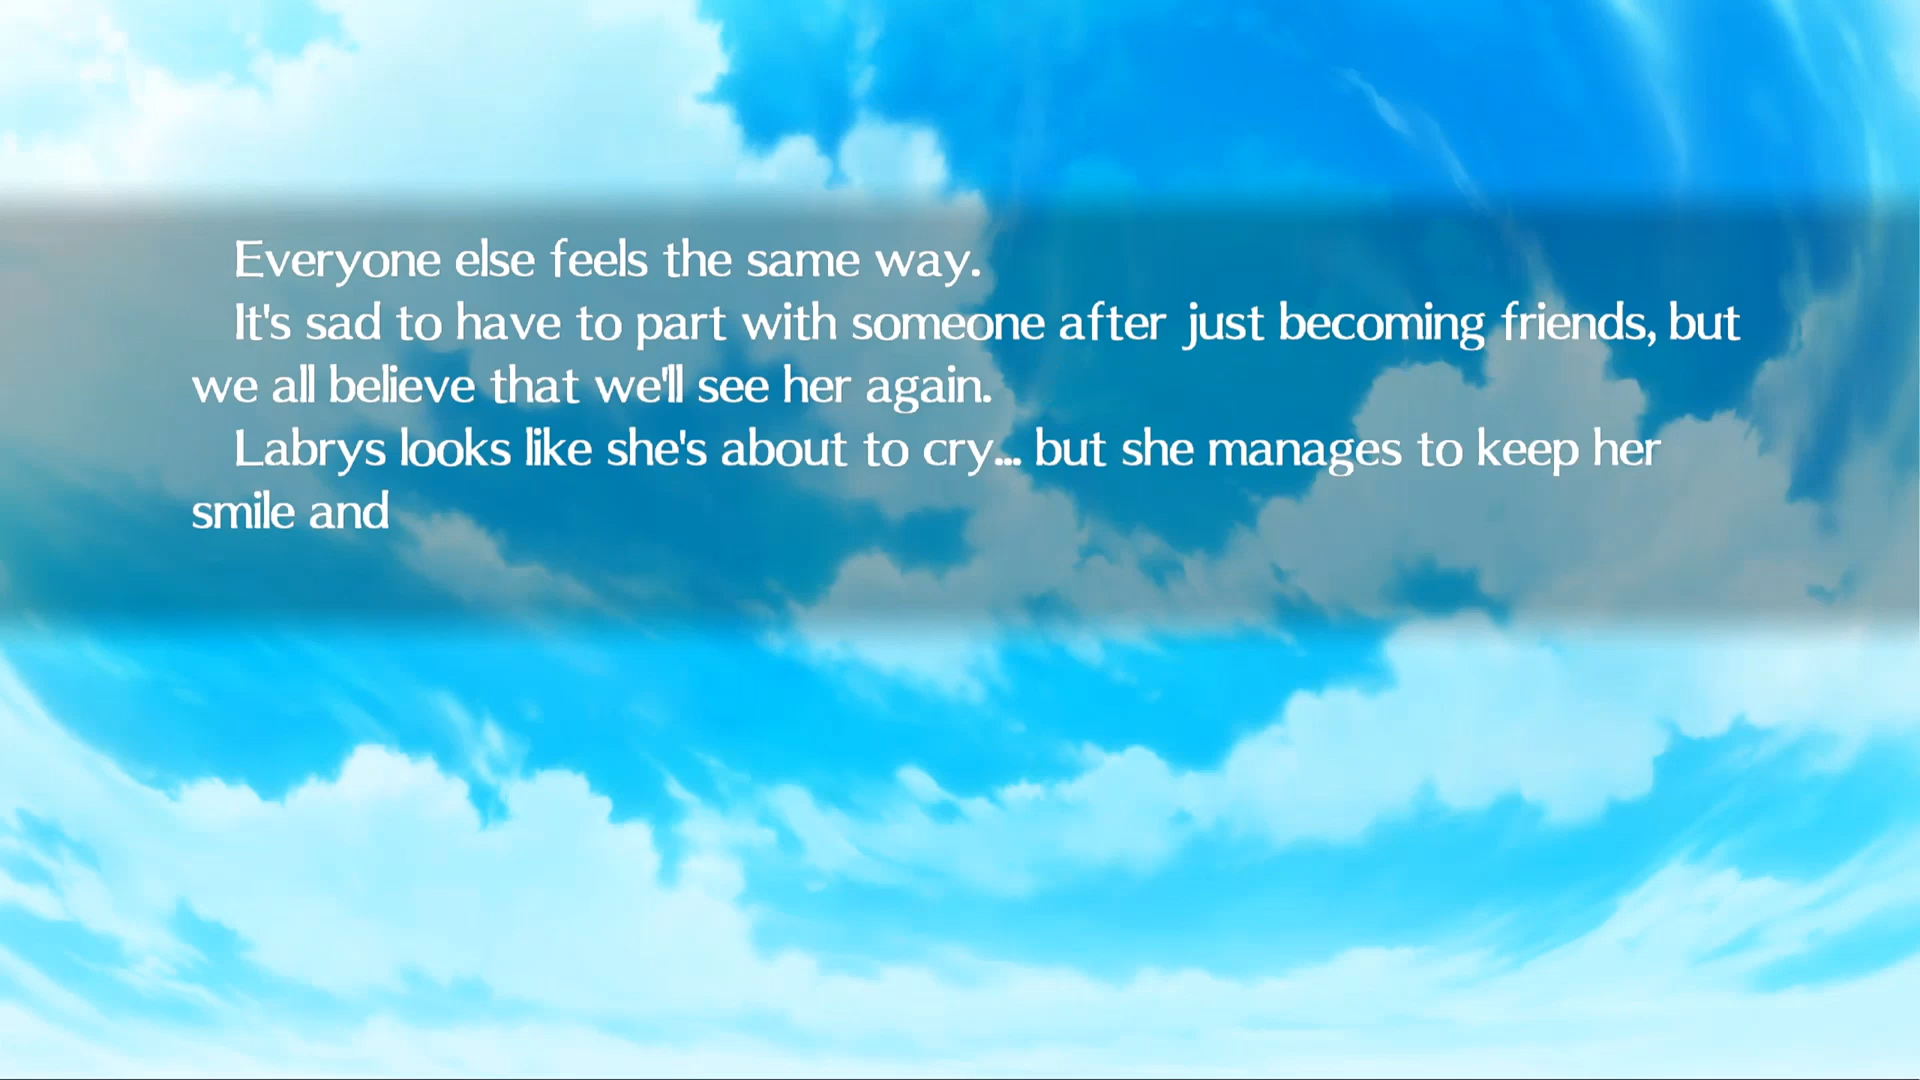 Everyone else feels the same way.
It's sad to have to part with someone after just becoming friends, but
we all believe that we'll see her again.
Labrys looks like she's about to cry... but she manages to keep her
smile and